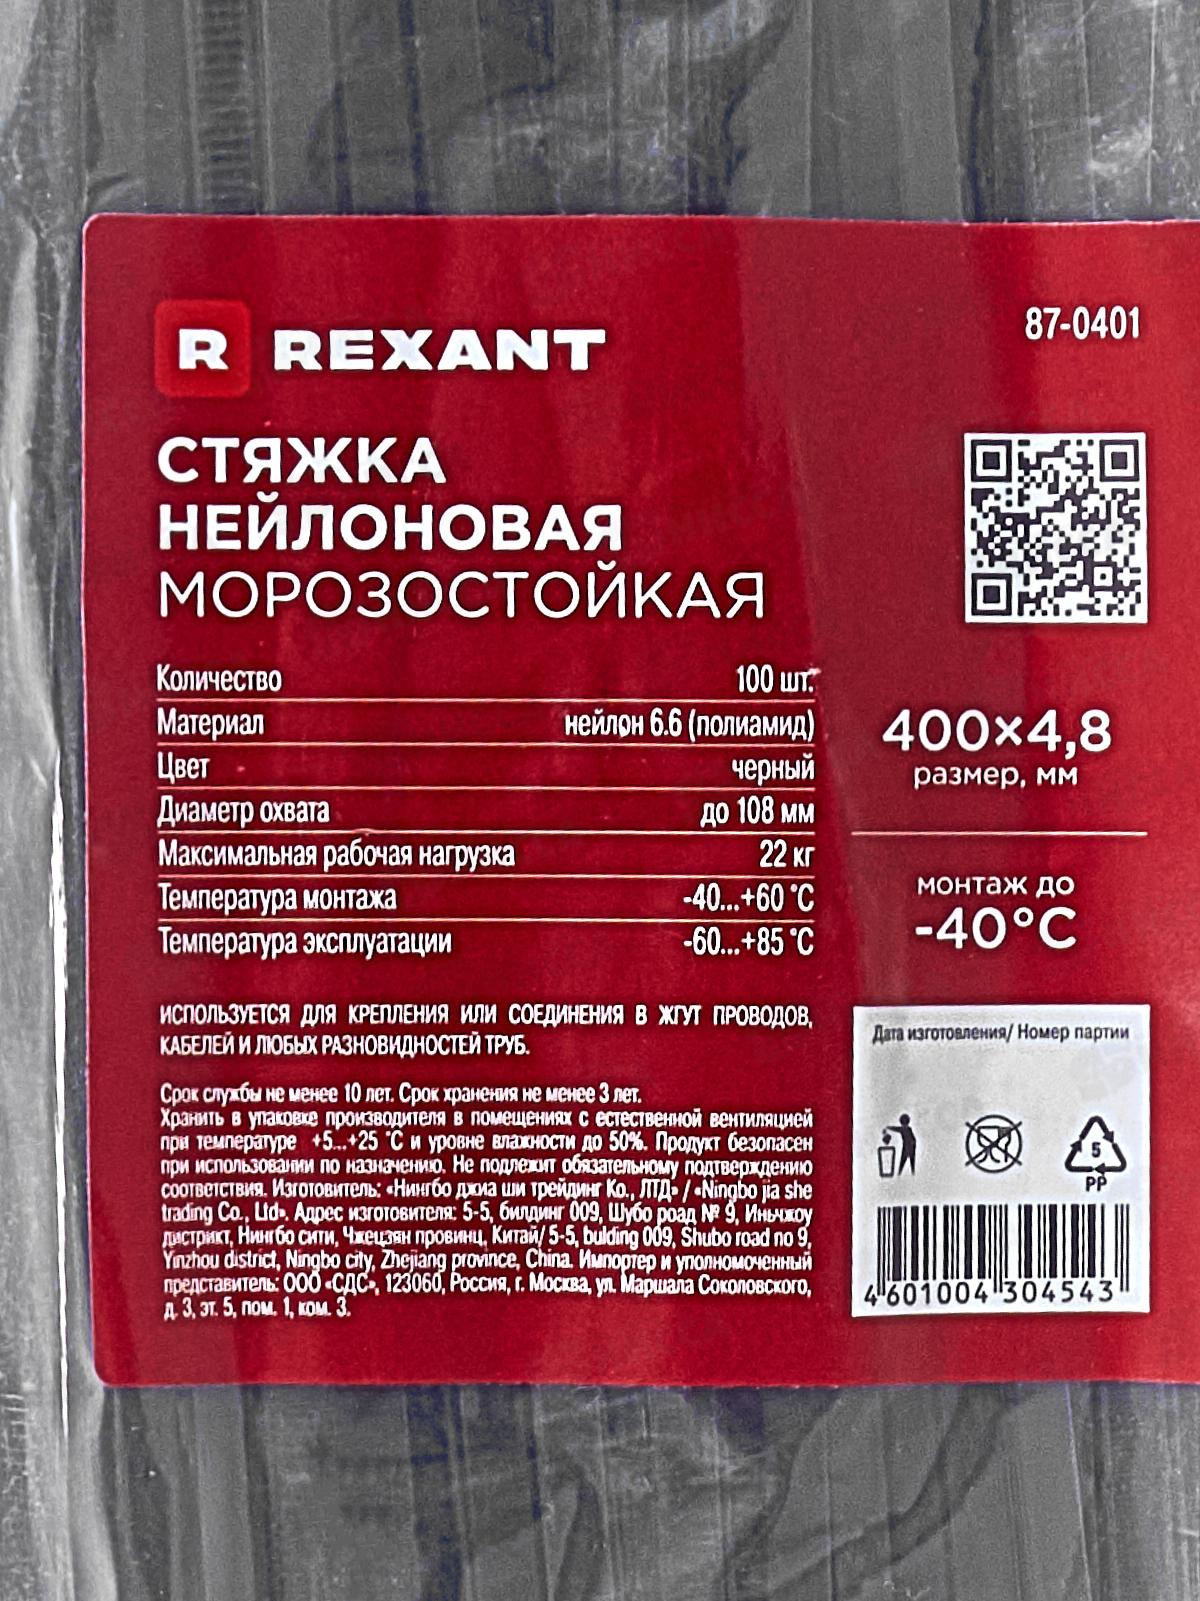 R REXANT
87-0401
СТЯЖКА
НЕЙЛОНОВАЯ
МОРОЗОСТОЙКАЯ
Количество 100 шт.
Материал нейлон 6.6 (полиамид)
Цвет черный
Диаметр охвата до 108 мм
Максимальная рабочая нагрузка 22 кг
Температура монтажа -40...+60 °C
Температура эксплуатации -60...+85 °C
400×4,8
размер, мм
монтаж до
-40°C
ИСПОЛЬЗУЕТСЯ ДЛЯ КРЕПЛЕНИЯ ИЛИ СОЕДИНЕНИЯ В ЖГУТ ПРОВОДОВ,
КАБЕЛЕЙ И ЛЮБЫХ РАЗНОВИДНОСТЕЙ ТРУБ.
Срок службы не менее 10 лет. Срок хранения не менее 3 лет.
Хранить в упаковке производителя в помещениях с естественной вентиляцией
при температуре +5...+25 °C и уровне влажности до 50%. Продукт безопасен
при использовании по назначению. Не подлежит обязательному подтверждению
соответствия. Изготовитель: «Нингбо джиа ши трейдинг Ко., ЛТД» / «Ningbo jia she
trading Co., Ltd». Адрес изготовителя: 5-5, билдинг 009, Шубо роад № 9, Иньчжоу
дистрикт, Нингбо сити, Чжецзян провинц, Китай/ 5-5, bulding 009, Shubo road no 9,
Yinzhou district, Ningbo city, Zhejiang province, China. Импортер и уполномоченный
представитель: ООО «СДС», 123060, Россия, г. Москва, ул. Маршала Соколовского,
д. 3, эт. 5, пом. 1, ком. 3.
Дата изготовления/ Номер партии
5
PP
4 601004 304543